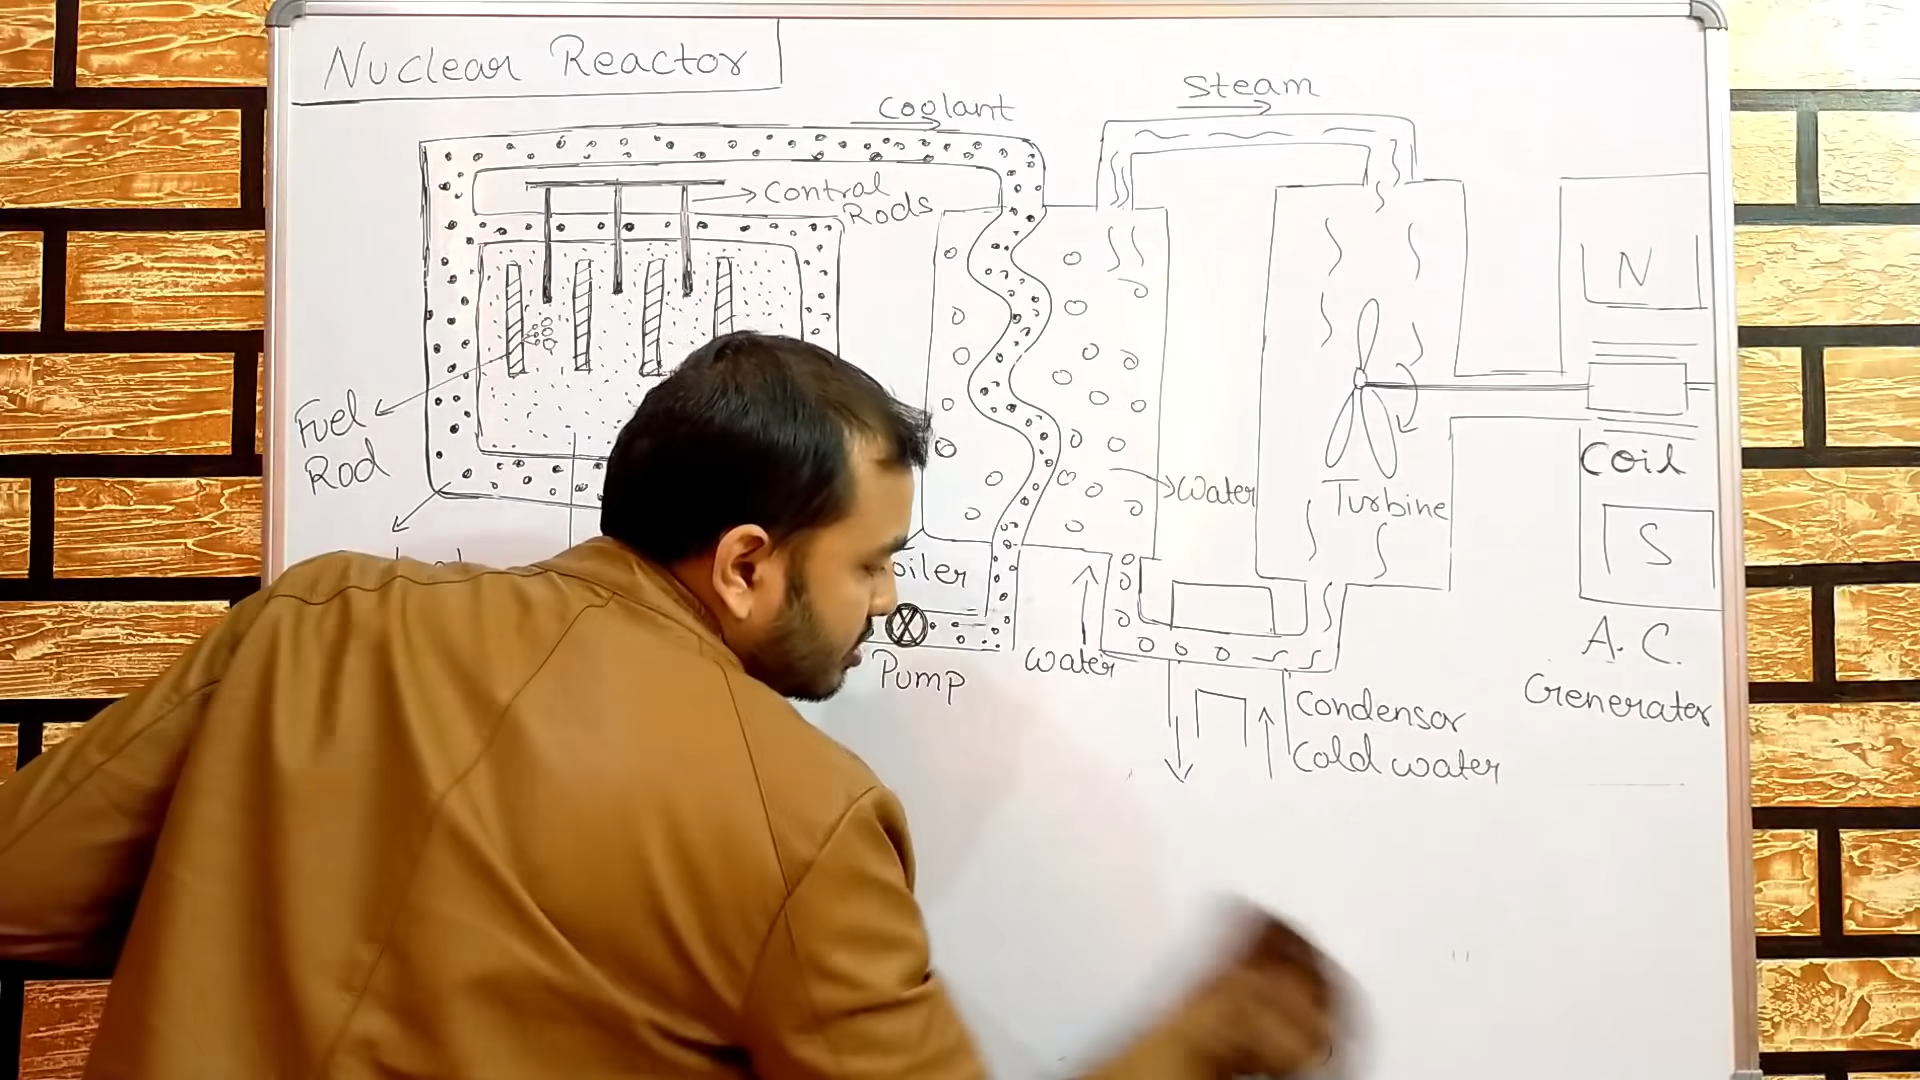 Nuclear Reactor
Coolant
Steam
Control
Rods
N
Fuel
Rod
Water
Turbine
Coil
S
Water
Pump
A.C.
Generator
Condensor
Cold water